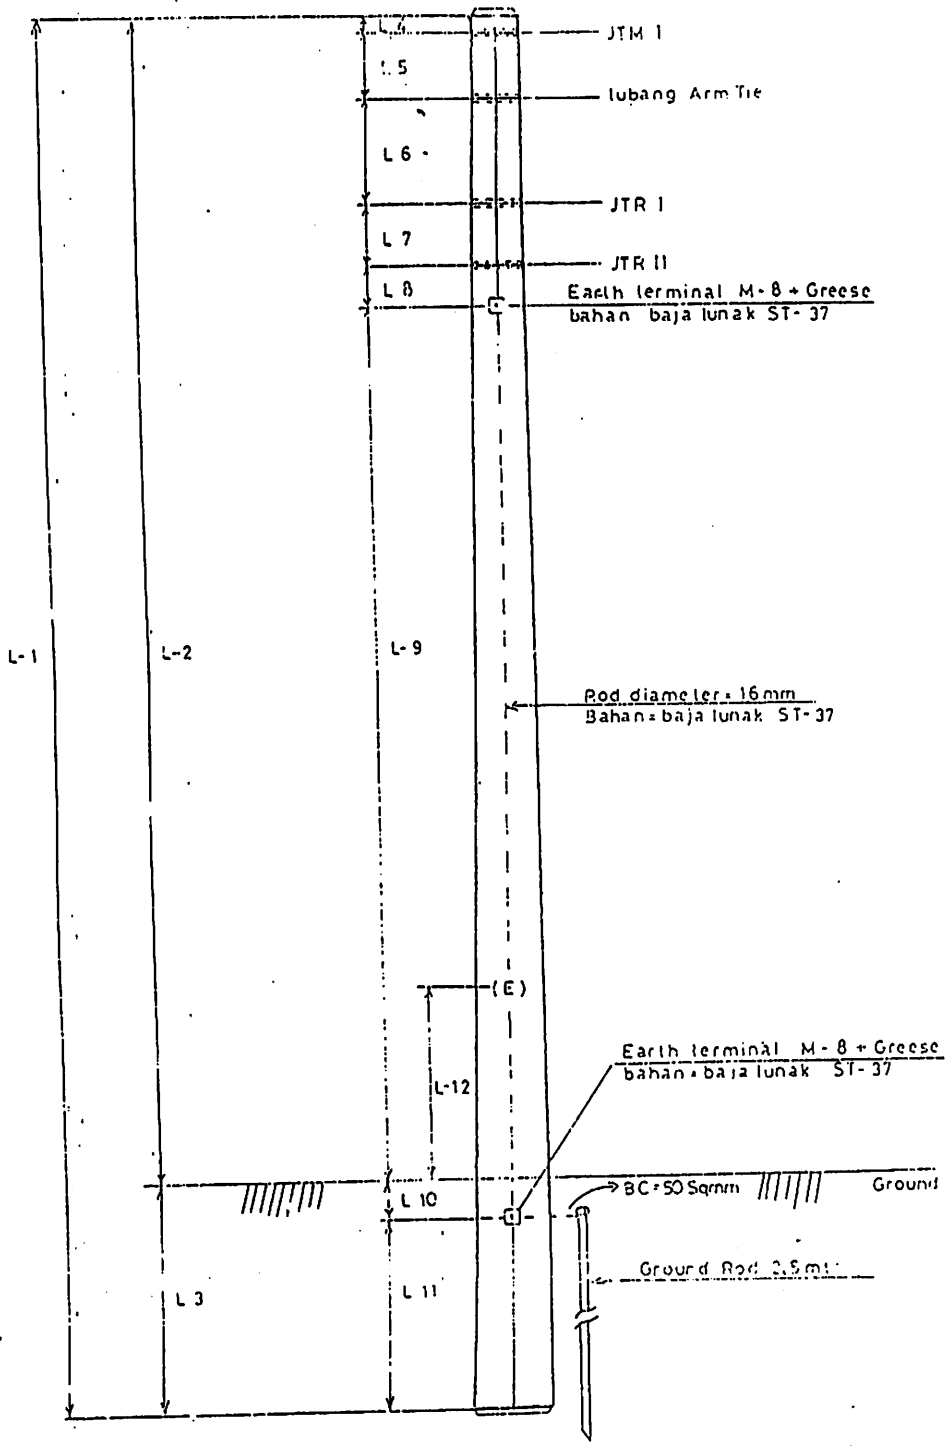 L 4
JTM I
L 5
lubang Arm Tie
L 6
JTR I
L 7
JTR II
L 8
Earth terminal M-8 + Greese
bahan baja lunak ST-37
L-1
L-2
L-9
Rod diameter = 16 mm
Bahan = baja lunak ST-37
(E)
Earth terminal M-8 + Greese
bahan = baja lunak ST-37
L-12
L 10
BC = 50 Sqmm
Ground
Ground Rod 2,5 mt
L 3
L 11